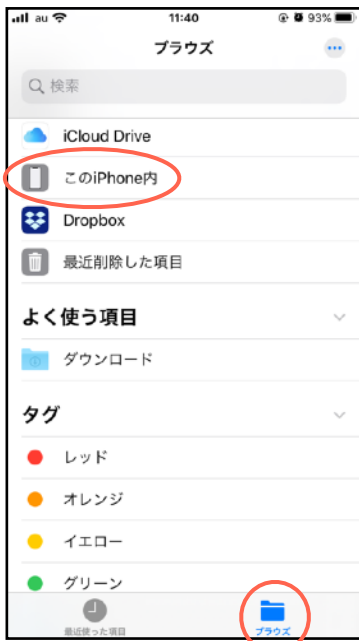 au 11:40 93%
ブラウズ
検索
iCloud Drive
このiPhone内
Dropbox
最近削除した項目
よく使う項目
ダウンロード
タグ
レッド
オレンジ
イエロー
グリーン
最近使った項目 ブラウズ